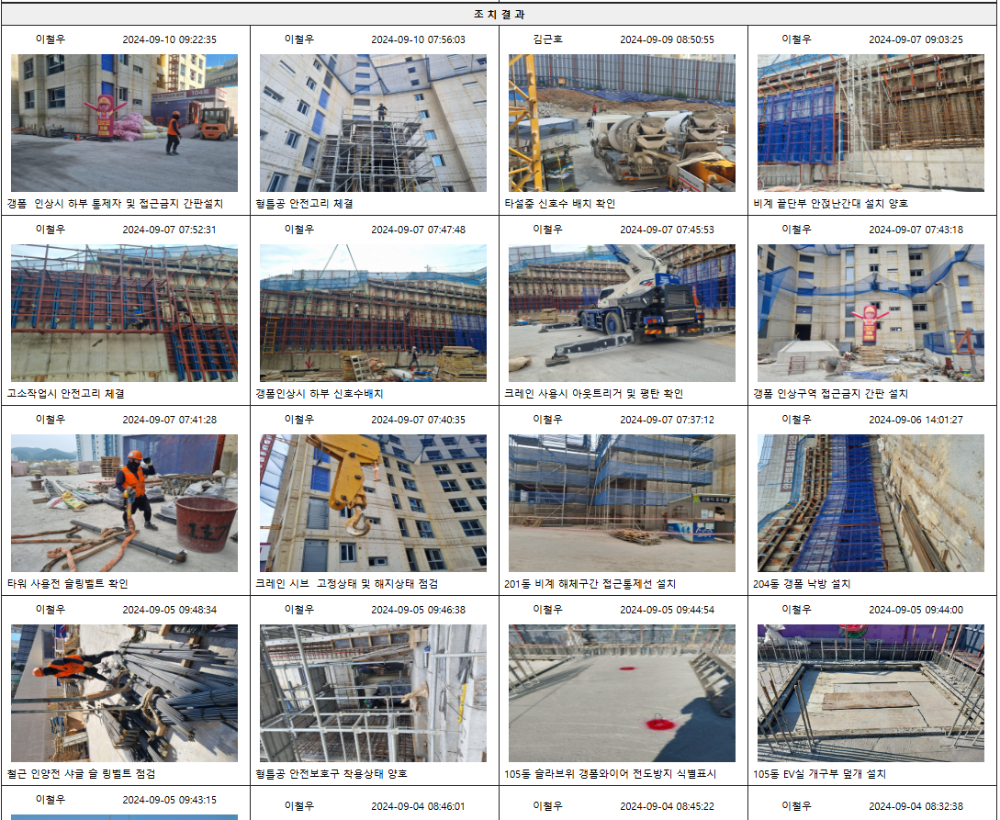 조 치 결 과
이철우 2024-09-10 09:22:35
이철우 2024-09-10 07:56:03
김근호 2024-09-09 08:50:55
이철우 2024-09-07 09:03:25
104동
갱폼 인상시 하부 통제자 및 접근금지 간판설치
형틀공 안전고리 체결
타설중 신호수 배치 확인
비계 끝단부 안젅난간대 설치 양호
이철우 2024-09-07 07:52:31
이철우 2024-09-07 07:47:48
이철우 2024-09-07 07:45:53
이철우 2024-09-07 07:43:18
고소작업시 안전고리 체결
갱폼인상시 하부 신호수배치
크레인 사용시 아웃트리거 및 평탄 확인
갱폼 인상구역 접근금지 간판 설치
이철우 2024-09-07 07:41:28
이철우 2024-09-07 07:40:35
이철우 2024-09-07 07:37:12
이철우 2024-09-06 14:01:27
타워 사용전 슬링벨트 확인
크레인 시브 고정상태 및 해지상태 점검
201동 비계 해체구간 접근통제선 설치
204동 갱폼 낙방 설치
이철우 2024-09-05 09:48:34
이철우 2024-09-05 09:46:38
이철우 2024-09-05 09:44:54
이철우 2024-09-05 09:44:00
철근 인양전 샤클 슬 링벨트 점검
형틀공 안전보호구 착용상태 양호
105동 슬라브위 갱폼와이어 전도방지 식별표시
105동 EV실 개구부 덮개 설치
이철우 2024-09-05 09:43:15
이철우 2024-09-04 08:46:01
이철우 2024-09-04 08:45:22
이철우 2024-09-04 08:32:38